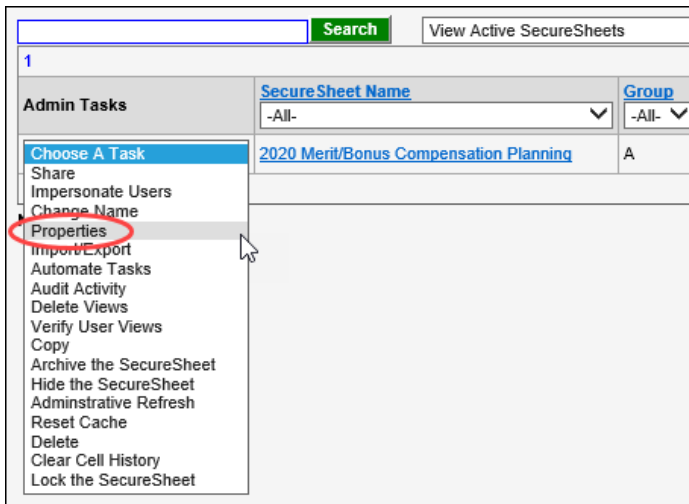 Search
View Active SecureSheets
1
Admin Tasks
SecureSheet Name
Group
-All-
-All-
Choose A Task
2020 Merit/Bonus Compensation Planning
A
Share
Impersonate Users
Change Name
Properties
Import/Export
Automate Tasks
Audit Activity
Delete Views
Verify User Views
Copy
Archive the SecureSheet
Hide the SecureSheet
Adminstrative Refresh
Reset Cache
Delete
Clear Cell History
Lock the SecureSheet